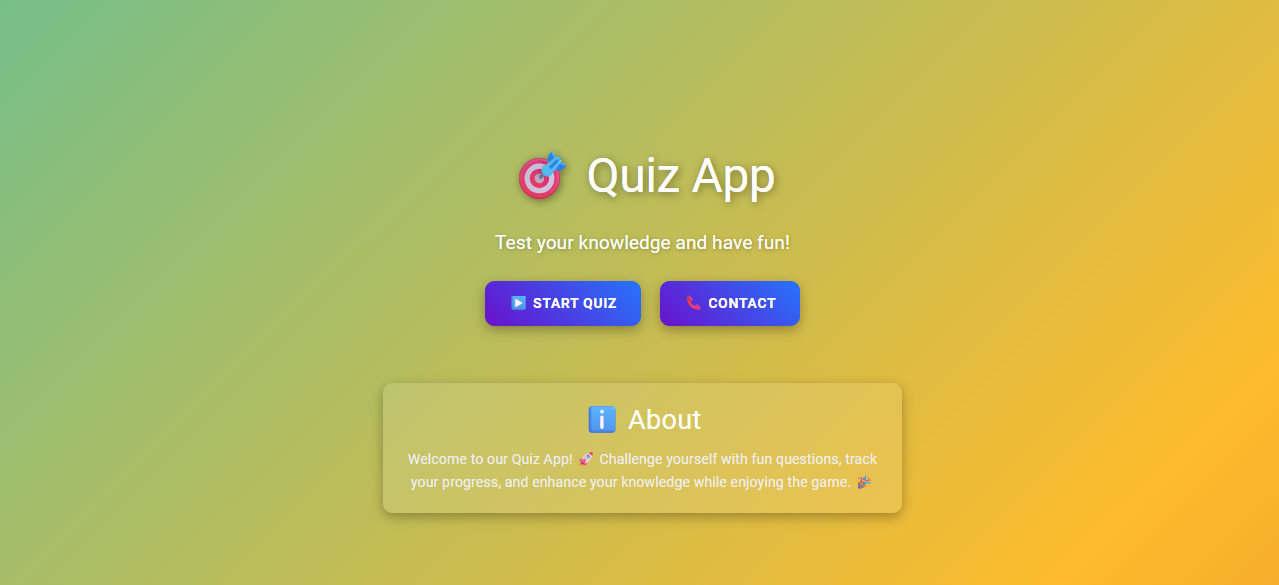 🎯 Quiz App
Test your knowledge and have fun!
▶️ START QUIZ
📞 CONTACT
ℹ️ About
Welcome to our Quiz App! 🚀 Challenge yourself with fun questions, track
your progress, and enhance your knowledge while enjoying the game. 🎉